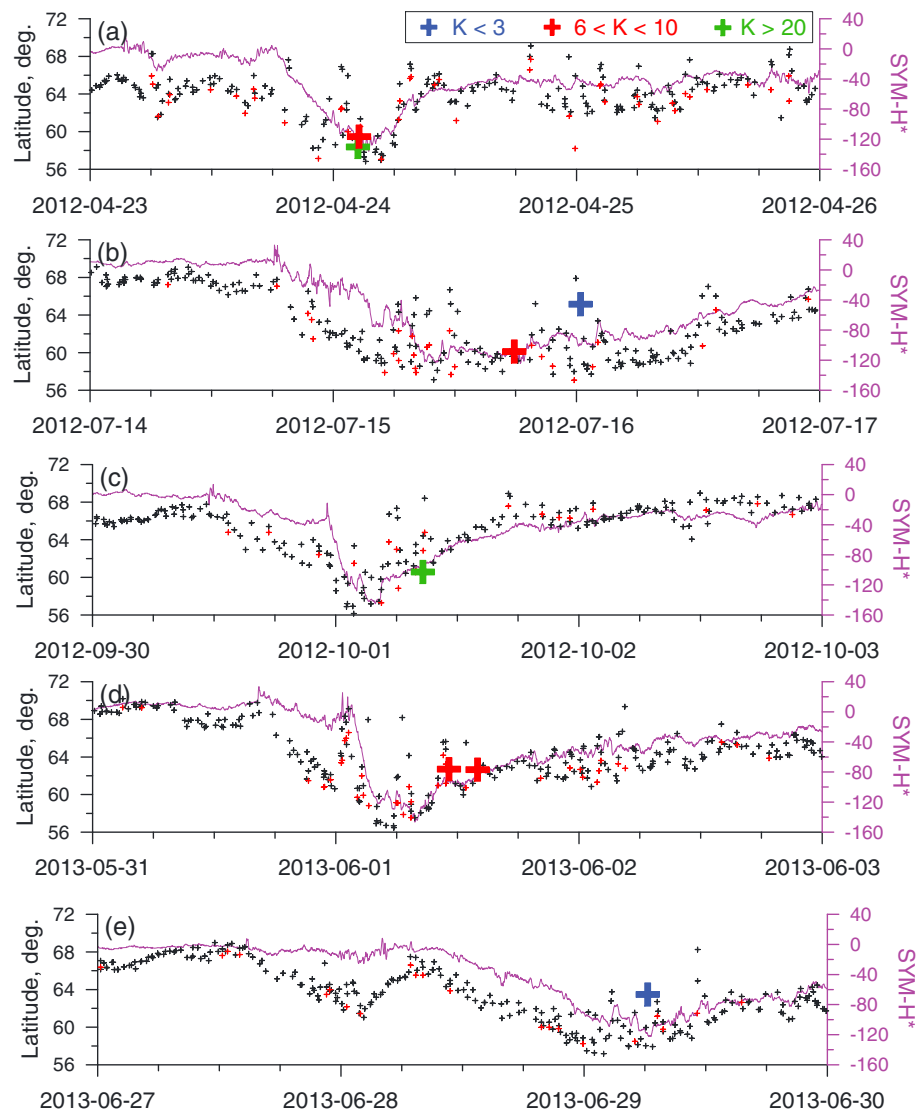 K < 3 6 < K < 10 K > 20
(a)
Latitude, deg.
72
68
64
60
56
40
0
-40
-80
-120
-160
SYM-H*
2012-04-23 2012-04-24 2012-04-25 2012-04-26
(b)
Latitude, deg.
72
68
64
60
56
40
0
-40
-80
-120
-160
SYM-H*
2012-07-14 2012-07-15 2012-07-16 2012-07-17
(c)
Latitude, deg.
72
68
64
60
56
40
0
-40
-80
-120
-160
SYM-H*
2012-09-30 2012-10-01 2012-10-02 2012-10-03
(d)
Latitude, deg.
72
68
64
60
56
40
0
-40
-80
-120
-160
SYM-H*
2013-05-31 2013-06-01 2013-06-02 2013-06-03
(e)
Latitude, deg.
72
68
64
60
56
40
0
-40
-80
-120
-160
SYM-H*
2013-06-27 2013-06-28 2013-06-29 2013-06-30